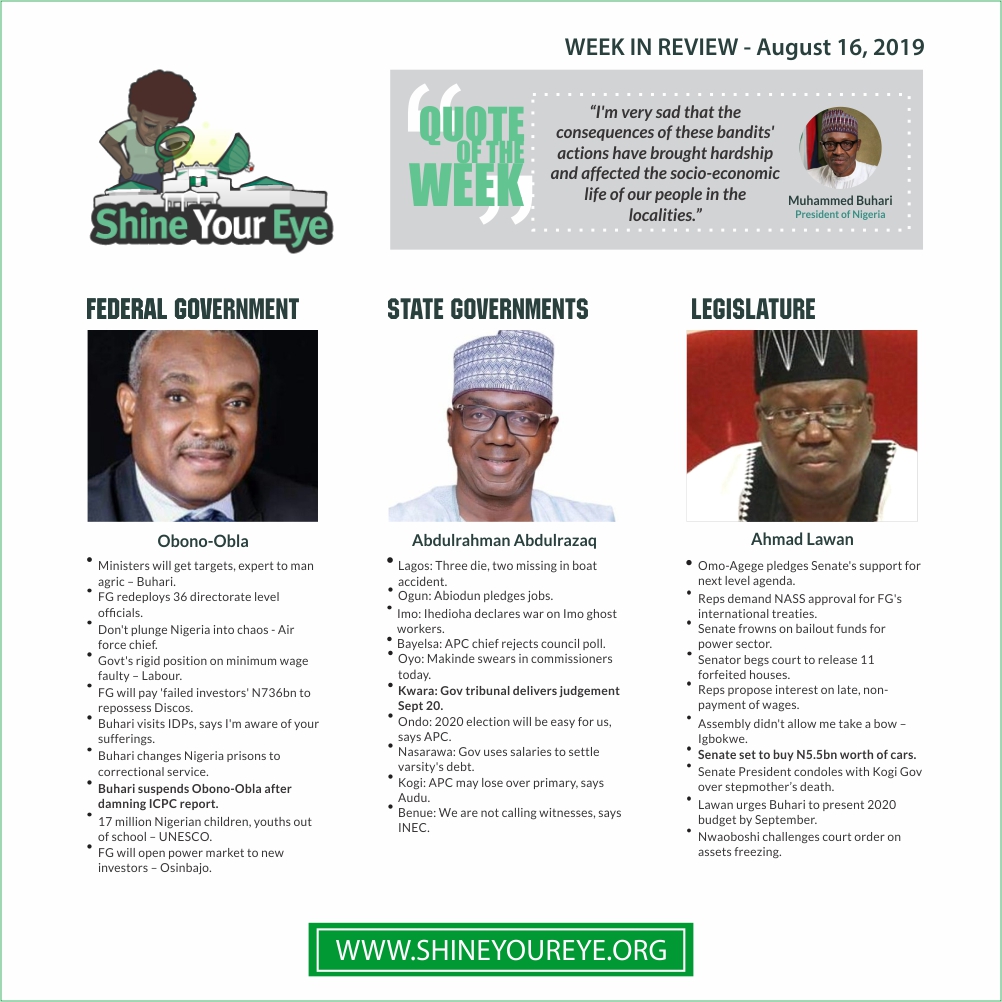 WEEK IN REVIEW - August 16, 2019
Shine Your Eye
QUOTE
OF THE
WEEK
“I'm very sad that the
consequences of these bandits'
actions have brought hardship
and affected the socio-economic
life of our people in the
localities.”
Muhammed Buhari
President of Nigeria
FEDERAL GOVERNMENT
Obono-Obla
• Ministers will get targets, expert to man
agric – Buhari.
• FG redeploys 36 directorate level
officials.
• Don't plunge Nigeria into chaos - Air
force chief.
• Govt's rigid position on minimum wage
faulty – Labour.
• FG will pay 'failed investors' N736bn to
repossess Discos.
• Buhari visits IDPs, says I'm aware of your
sufferings.
• Buhari changes Nigeria prisons to
correctional service.
• Buhari suspends Obono-Obla after
damning ICPC report.
• 17 million Nigerian children, youths out
of school – UNESCO.
• FG will open power market to new
investors – Osinbajo.
STATE GOVERNMENTS
Abdulrahman Abdulrazaq
• Lagos: Three die, two missing in boat
accident.
• Ogun: Abiodun pledges jobs.
• Imo: Ihedioha declares war on Imo ghost
workers.
• Bayelsa: APC chief rejects council poll.
• Oyo: Makinde swears in commissioners
today.
• Kwara: Gov tribunal delivers judgement
Sept 20.
• Ondo: 2020 election will be easy for us,
says APC.
• Nasarawa: Gov uses salaries to settle
varsity's debt.
• Kogi: APC may lose over primary, says
Audu.
• Benue: We are not calling witnesses, says
INEC.
LEGISLATURE
Ahmad Lawan
• Omo-Agege pledges Senate's support for
next level agenda.
• Reps demand NASS approval for FG's
international treaties.
• Senate frowns on bailout funds for
power sector.
• Senator begs court to release 11
forfeited houses.
• Reps propose interest on late, non-
payment of wages.
• Assembly didn't allow me take a bow –
Igbokwe.
• Senate set to buy N5.5bn worth of cars.
• Senate President condoles with Kogi Gov
over stepmother’s death.
• Lawan urges Buhari to present 2020
budget by September.
• Nwaoboshi challenges court order on
assets freezing.
WWW.SHINEYOUREYE.ORG